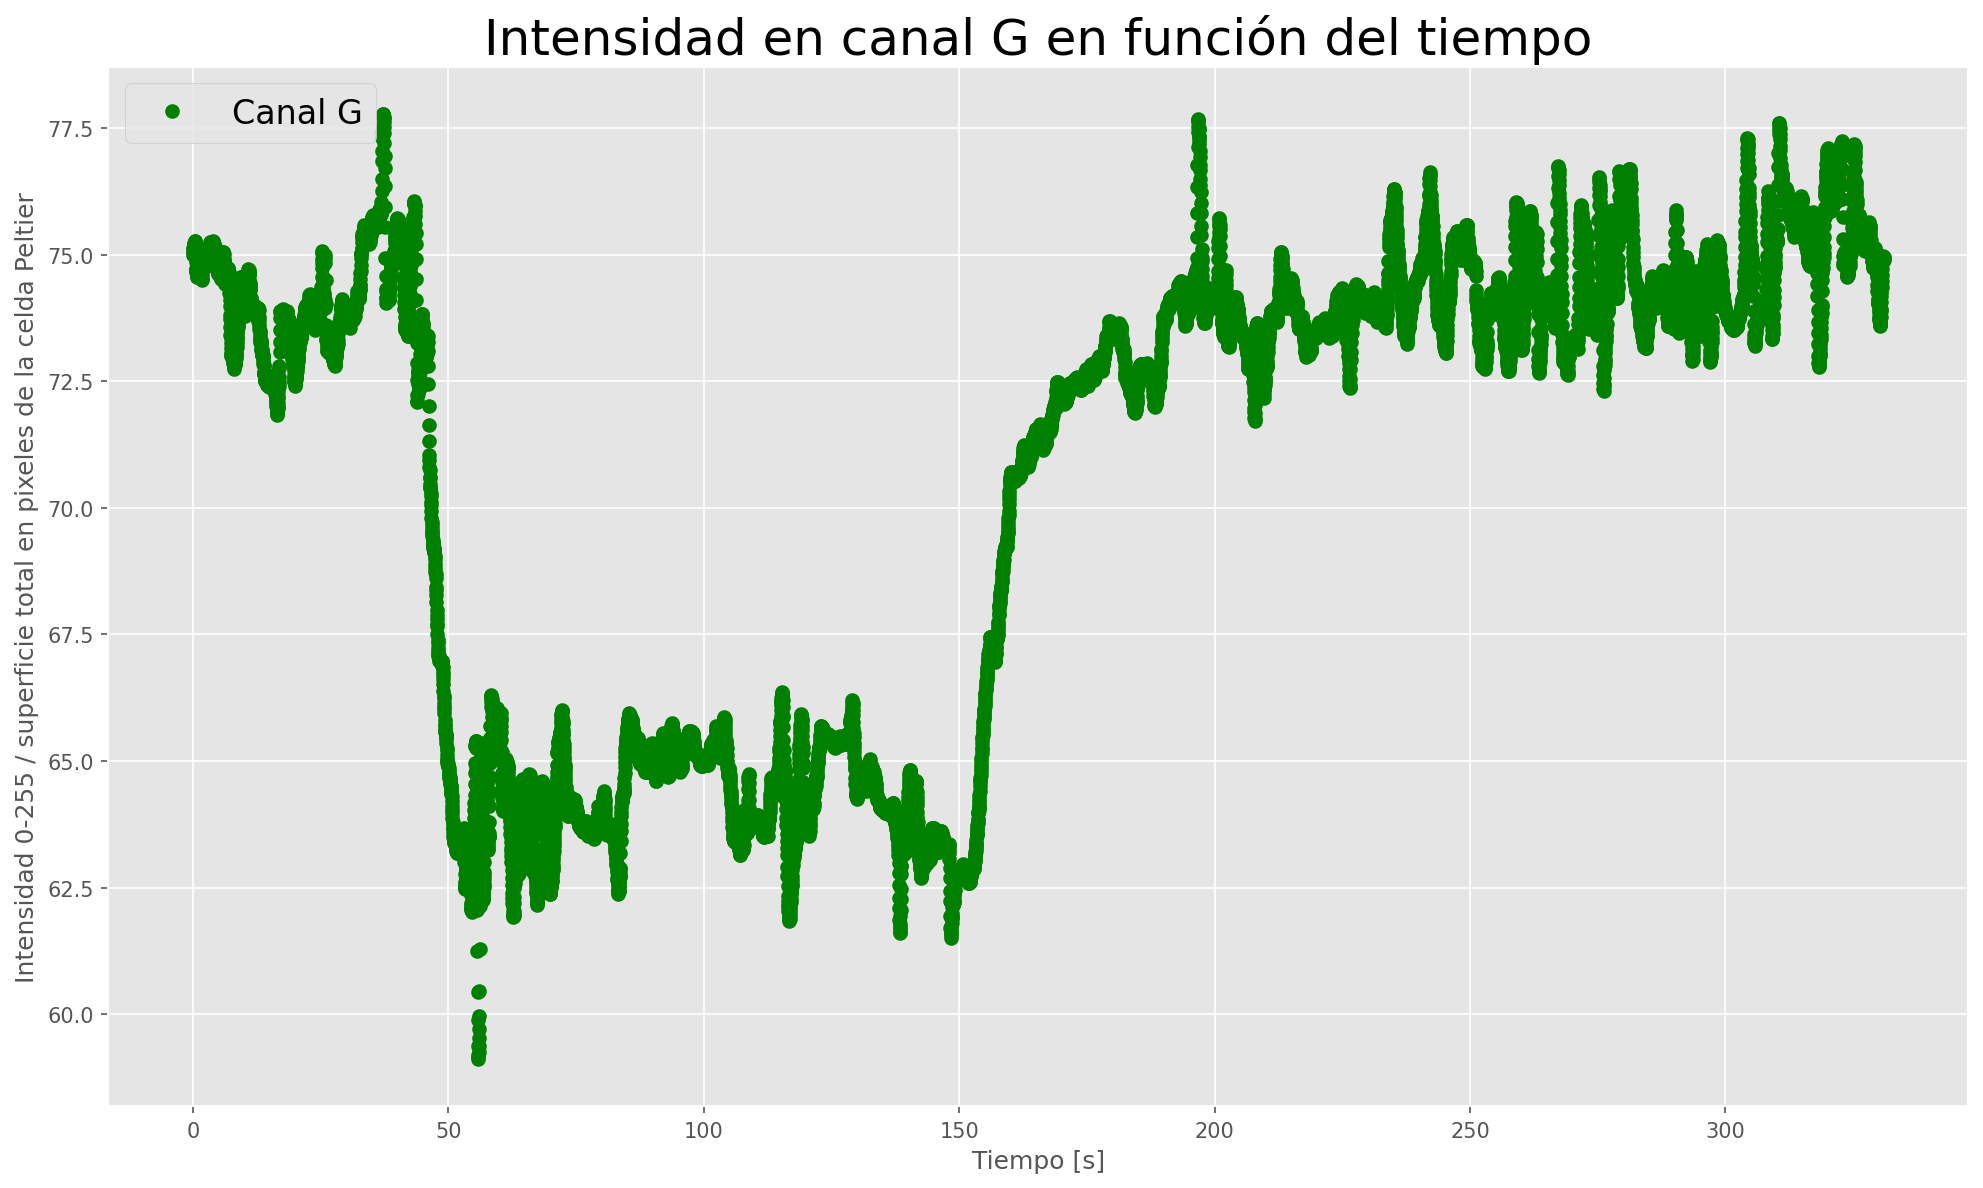 Intensidad en canal G en función del tiempo
Canal G
Intensidad 0-255 / superficie total en pixeles de la celda Peltier
77.5
75.0
72.5
70.0
67.5
65.0
62.5
60.0
0 50 100 150 200 250 300
Tiempo [s]